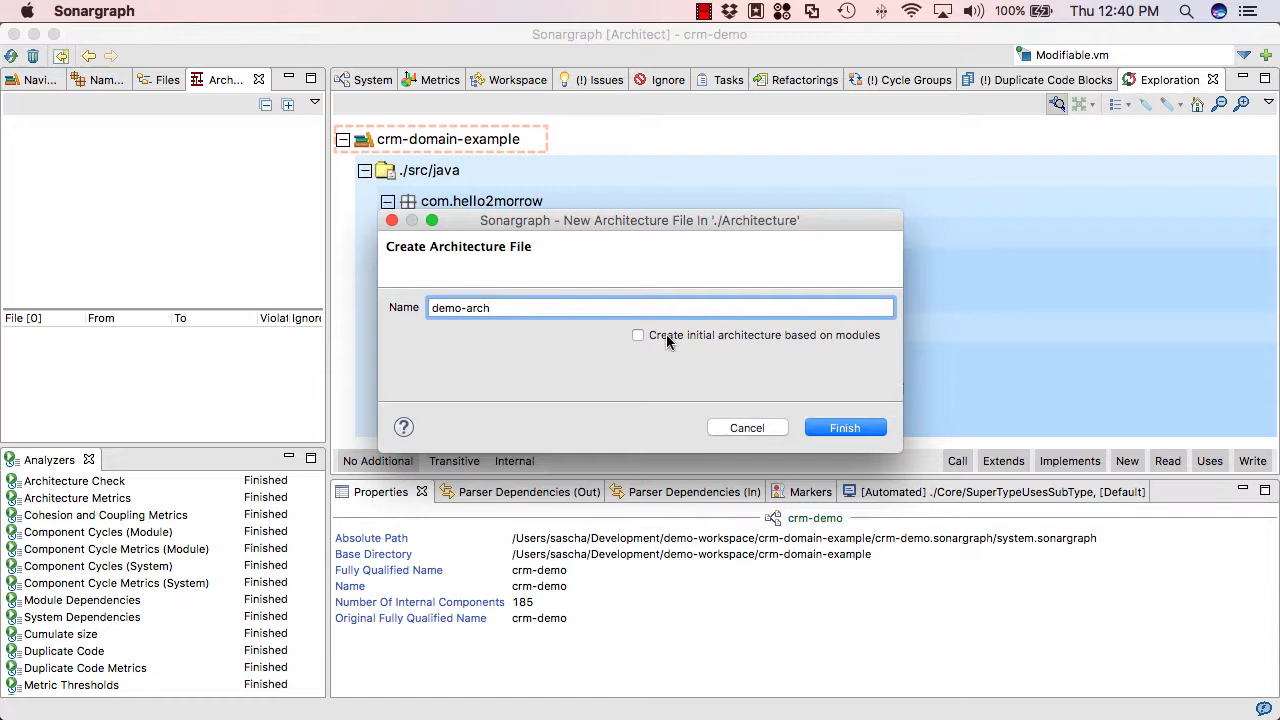 Sonargraph 100% Thu 12:40 PM
Sonargraph [Architect] - crm-demo
Modifiable.vm
Navi... Nam... Files Arch... System Metrics Workspace (!) Issues Ignore Tasks Refactorings (!) Cycle Groups (!) Duplicate Code Blocks Exploration
crm-domain-example
./src/java
com.hello2morrow
Sonargraph - New Architecture File In './Architecture'
Create Architecture File
Name demo-arch
Create initial architecture based on modules
? Cancel Finish
File [0] From To Violat Ignore
No Additional Transitive Internal Call Extends Implements New Read Uses Write
Analyzers
Architecture Check Finished
Architecture Metrics Finished
Cohesion and Coupling Metrics Finished
Component Cycles (Module) Finished
Component Cycle Metrics (Module) Finished
Component Cycles (System) Finished
Component Cycle Metrics (System) Finished
Module Dependencies Finished
System Dependencies Finished
Cumulate size Finished
Duplicate Code Finished
Duplicate Code Metrics Finished
Metric Thresholds Finished
Properties Parser Dependencies (Out) Parser Dependencies (In) Markers [Automated] ./Core/SuperTypeUsesSubType, [Default]
crm-demo
Absolute Path /Users/sascha/Development/demo-workspace/crm-domain-example/crm-demo.sonargraph/system.sonargraph
Base Directory /Users/sascha/Development/demo-workspace/crm-domain-example
Fully Qualified Name crm-demo
Name crm-demo
Number Of Internal Components 185
Original Fully Qualified Name crm-demo